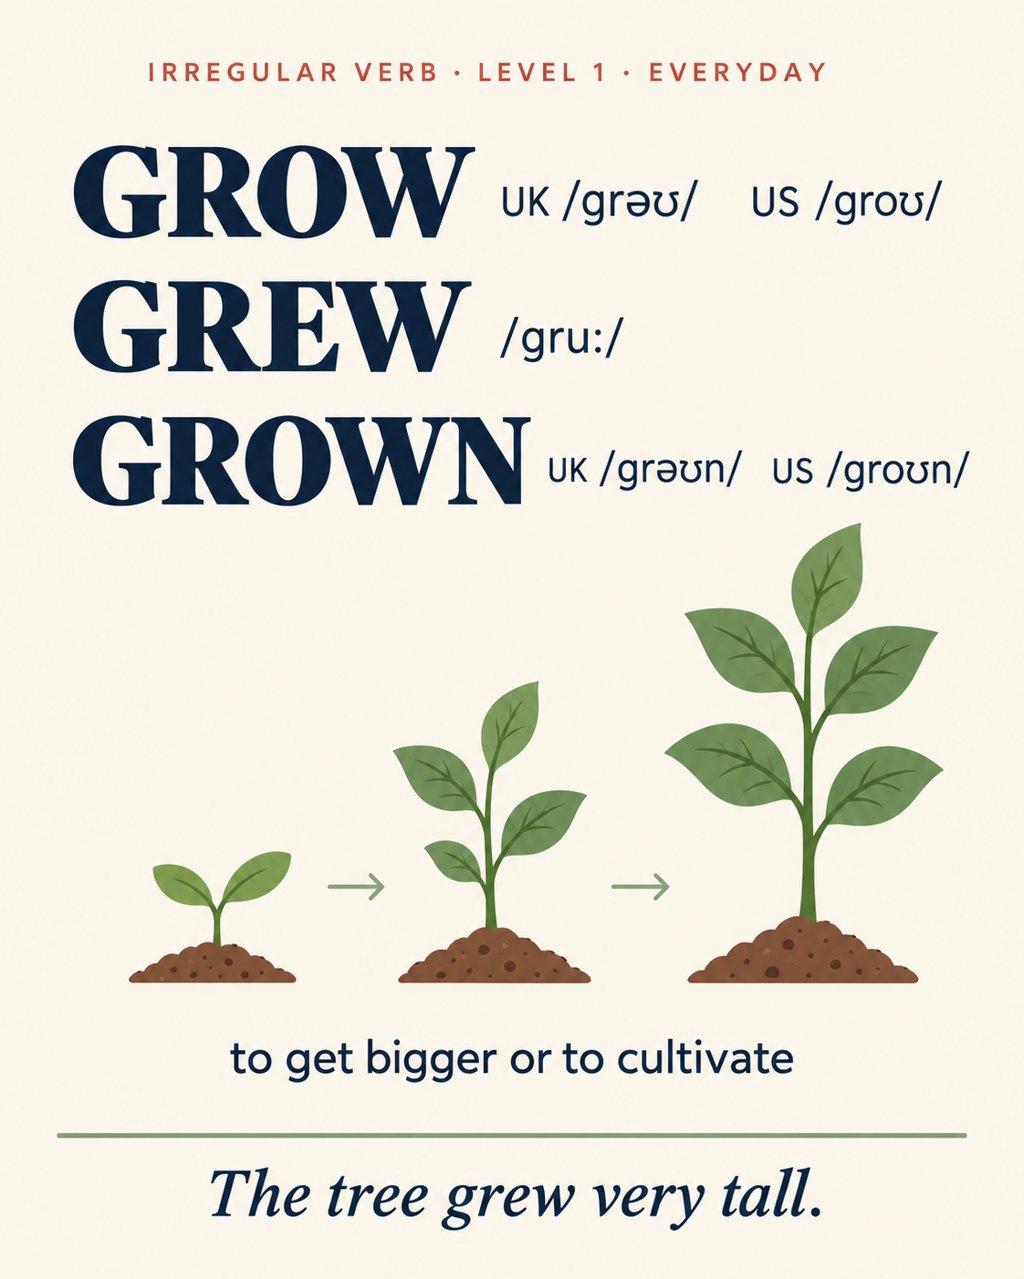 IRREGULAR VERB · LEVEL 1 · EVERYDAY
GROW UK /grəʊ/ US /groʊ/
GREW /gru:/
GROWN UK /grəʊn/ US /groʊn/
to get bigger or to cultivate
The tree grew very tall.